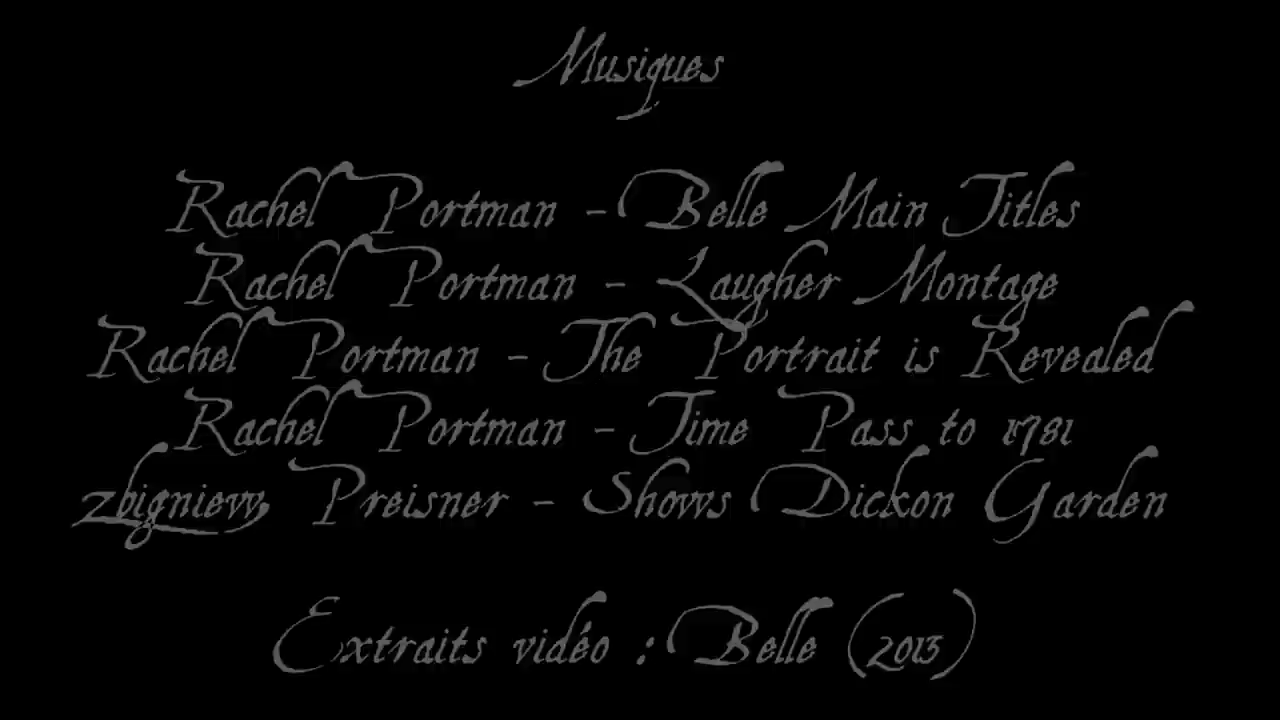 Musiques
Rachel Portman - Belle Main Titles
Rachel Portman - Laugher Montage
Rachel Portman - The Portrait is Revealed
Rachel Portman - Time Pass to 1781
Zbigniew Preisner - Shows Dickon Garden
Extraits vidéo : Belle (2013)